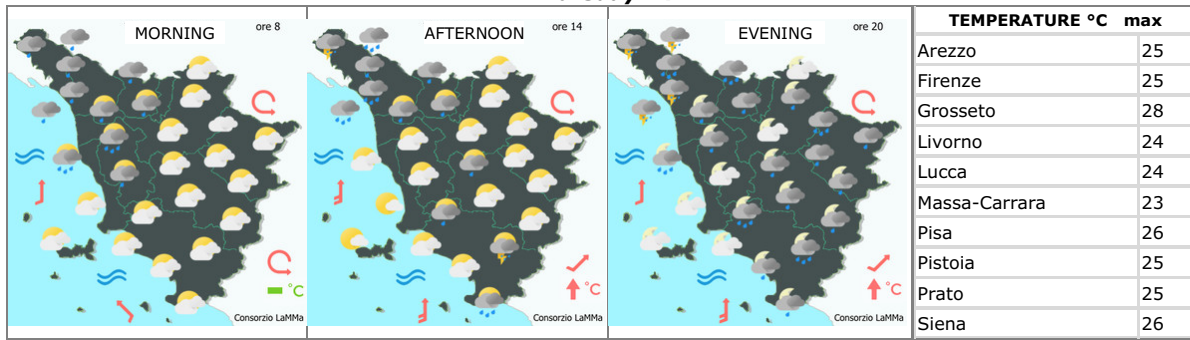 MORNING
ore 8
°C
Consorzio LaMMa
AFTERNOON
ore 14
°C
Consorzio LaMMa
EVENING
ore 20
°C
Consorzio LaMMa
TEMPERATURE °C max
Arezzo 25
Firenze 25
Grosseto 28
Livorno 24
Lucca 24
Massa-Carrara 23
Pisa 26
Pistoia 25
Prato 25
Siena 26